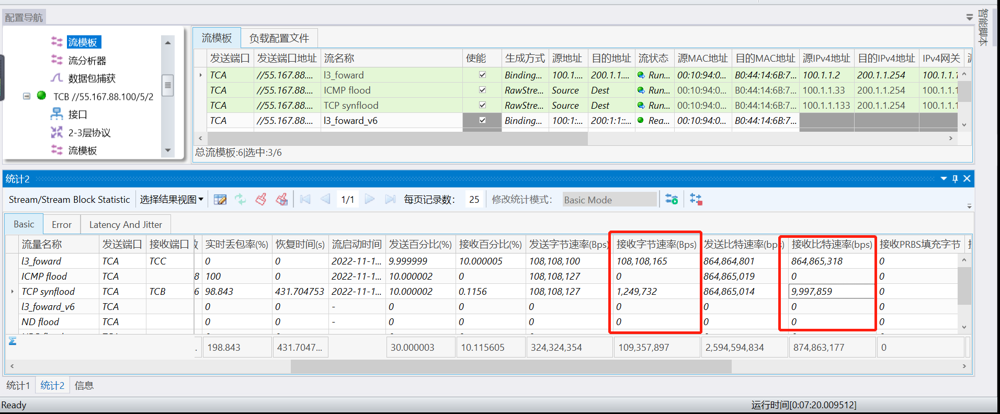 配置导航
智能脚本
流模板
流分析器
数据包捕获
TCB //55.167.88.100/5/2
接口
2-3层协议
流模板
流模板 负载配置文件
发送端口 发送端口地址 流名称 使能 生成方式 源地址 目的地址 流状态 源MAC地址 目的MAC地址 源IPv4地址 目的IPv4地址 IPv4网关
TCA //55.167.88.... l3_foward Binding... 100.1.... 200.1.1.... Run... 00:10:94:0... B0:44:14:6B:7... 100.1.1.2 200.1.1.254 100.1.1.1
TCA //55.167.88.... ICMP flood RawStre... Source Dest Run... 00:10:94:0... B0:44:14:6B:7... 100.1.1.33 200.1.1.254 100.1.1.1
TCA //55.167.88.... TCP synflood RawStre... Source Dest Run... 00:10:94:0... B0:44:14:6B:7... 100.1.1.133 200.1.1.254 100.1.1.1
TCA //55.167.88.... l3_foward_v6 Binding... 100:1:... 200:1:1::... Rea... 00:10:94:0... B0:44:14:6B:7...
总流模板:6|选中:3/6
统计2
Stream/Stream Block Statistic 选择结果视图 1/1 每页记录数: 25 修改统计模式: Basic Mode
Basic Error Latency And Jitter
流量名称 发送端口 接收端口 实时丢包率(%) 恢复时间(s) 流启动时间 发送百分比(%) 接收百分比(%) 发送字节速率(Bps) 接收字节速率(Bps) 发送比特速率(bps) 接收比特速率(bps) 接收PRBS填充字节
l3_foward TCA TCC 0 0 2022-11-1... 9.999999 10.000005 108,108,100 108,108,165 864,864,801 864,865,318 0
ICMP flood TCA 8 100 0 2022-11-1... 10.000002 0 108,108,127 0 864,865,019 0 0
TCP synflood TCA TCB 6 98.843 431.704753 2022-11-1... 10.000002 0.1156 108,108,127 1,249,732 864,865,014 9,997,859 0
l3_foward_v6 TCA 0 0 - 0 0 0 0 0 0 0
ND flood TCA 0 0 - 0 0 0 0 0 0 0
. 198.843 431.7047... 30.000003 10.115605 324,324,354 109,357,897 2,594,594,834 874,863,177 0
统计1 统计2 信息
Ready 运行时间[0:07:20.009512]